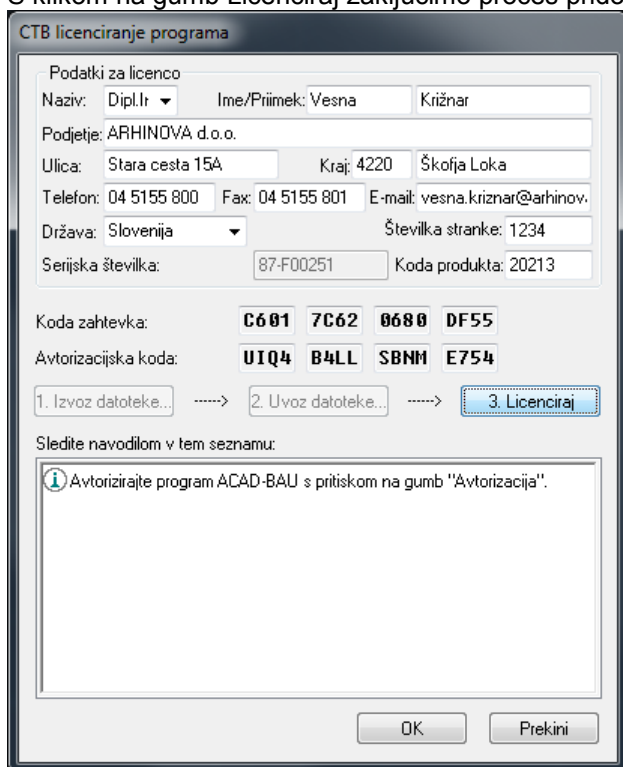 S klikom na gumb Licenciraj zaključimo proces pride
CTB licenciranje programa
Podatki za licenco
Naziv: Dipl.Ir Ime/Priimek: Vesna Križnar
Podjetje: ARHINOVA d.o.o.
Ulica: Stara cesta 15A Kraj: 4220 Škofja Loka
Telefon: 04 5155 800 Fax: 04 5155 801 E-mail: vesna.kriznar@arhinov
Država: Slovenija Številka stranke: 1234
Serijska številka: 87-F00251 Koda produkta: 20213
Koda zahtevka: C601 7C62 0680 DF55
Avtorizacijska koda: UIQ4 B4LL SBNM E754
1. Izvoz datoteke... -----> 2. Uvoz datoteke... -----> 3. Licenciraj
Sledite navodilom v tem seznamu:
Avtorizirajte program ACAD-BAU s pritiskom na gumb "Avtorizacija".
OK Prekini